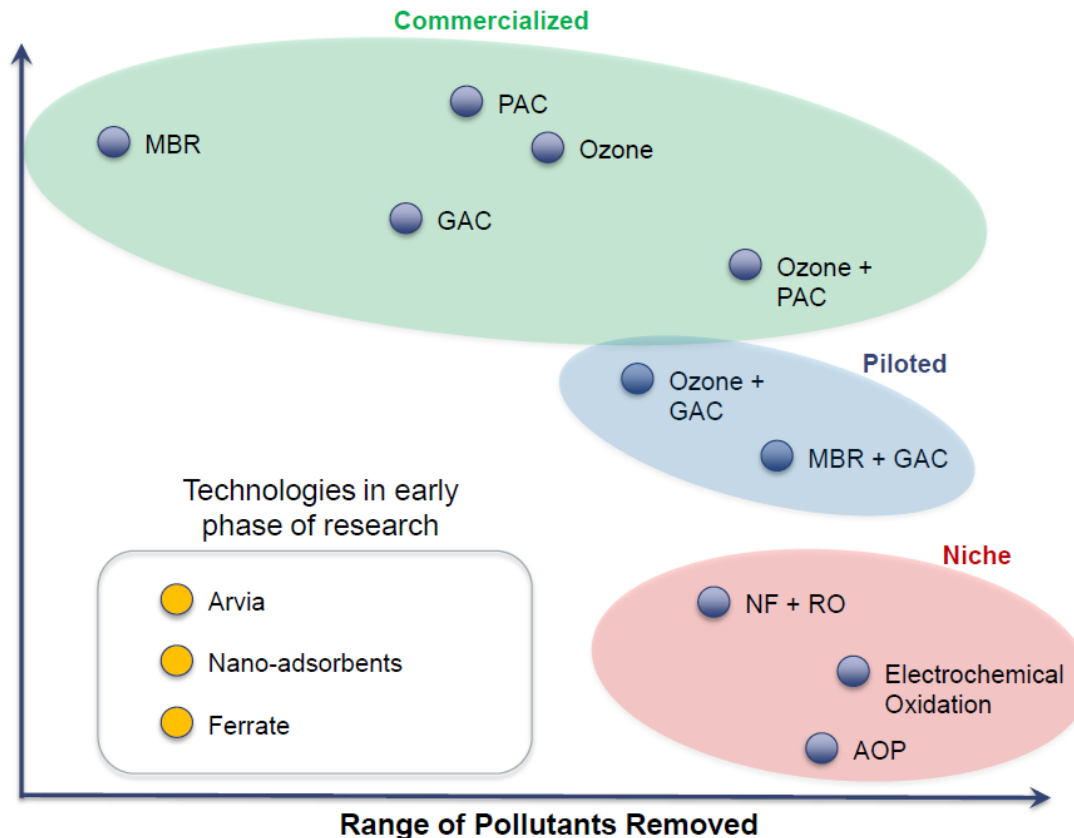 Commercialized
PAC
MBR
Ozone
GAC
Ozone +
PAC
Piloted
Ozone +
GAC
MBR + GAC
Technologies in early
phase of research
Niche
Arvia
NF + RO
Nano-adsorbents
Electrochemical
Oxidation
Ferrate
AOP
Range of Pollutants Removed